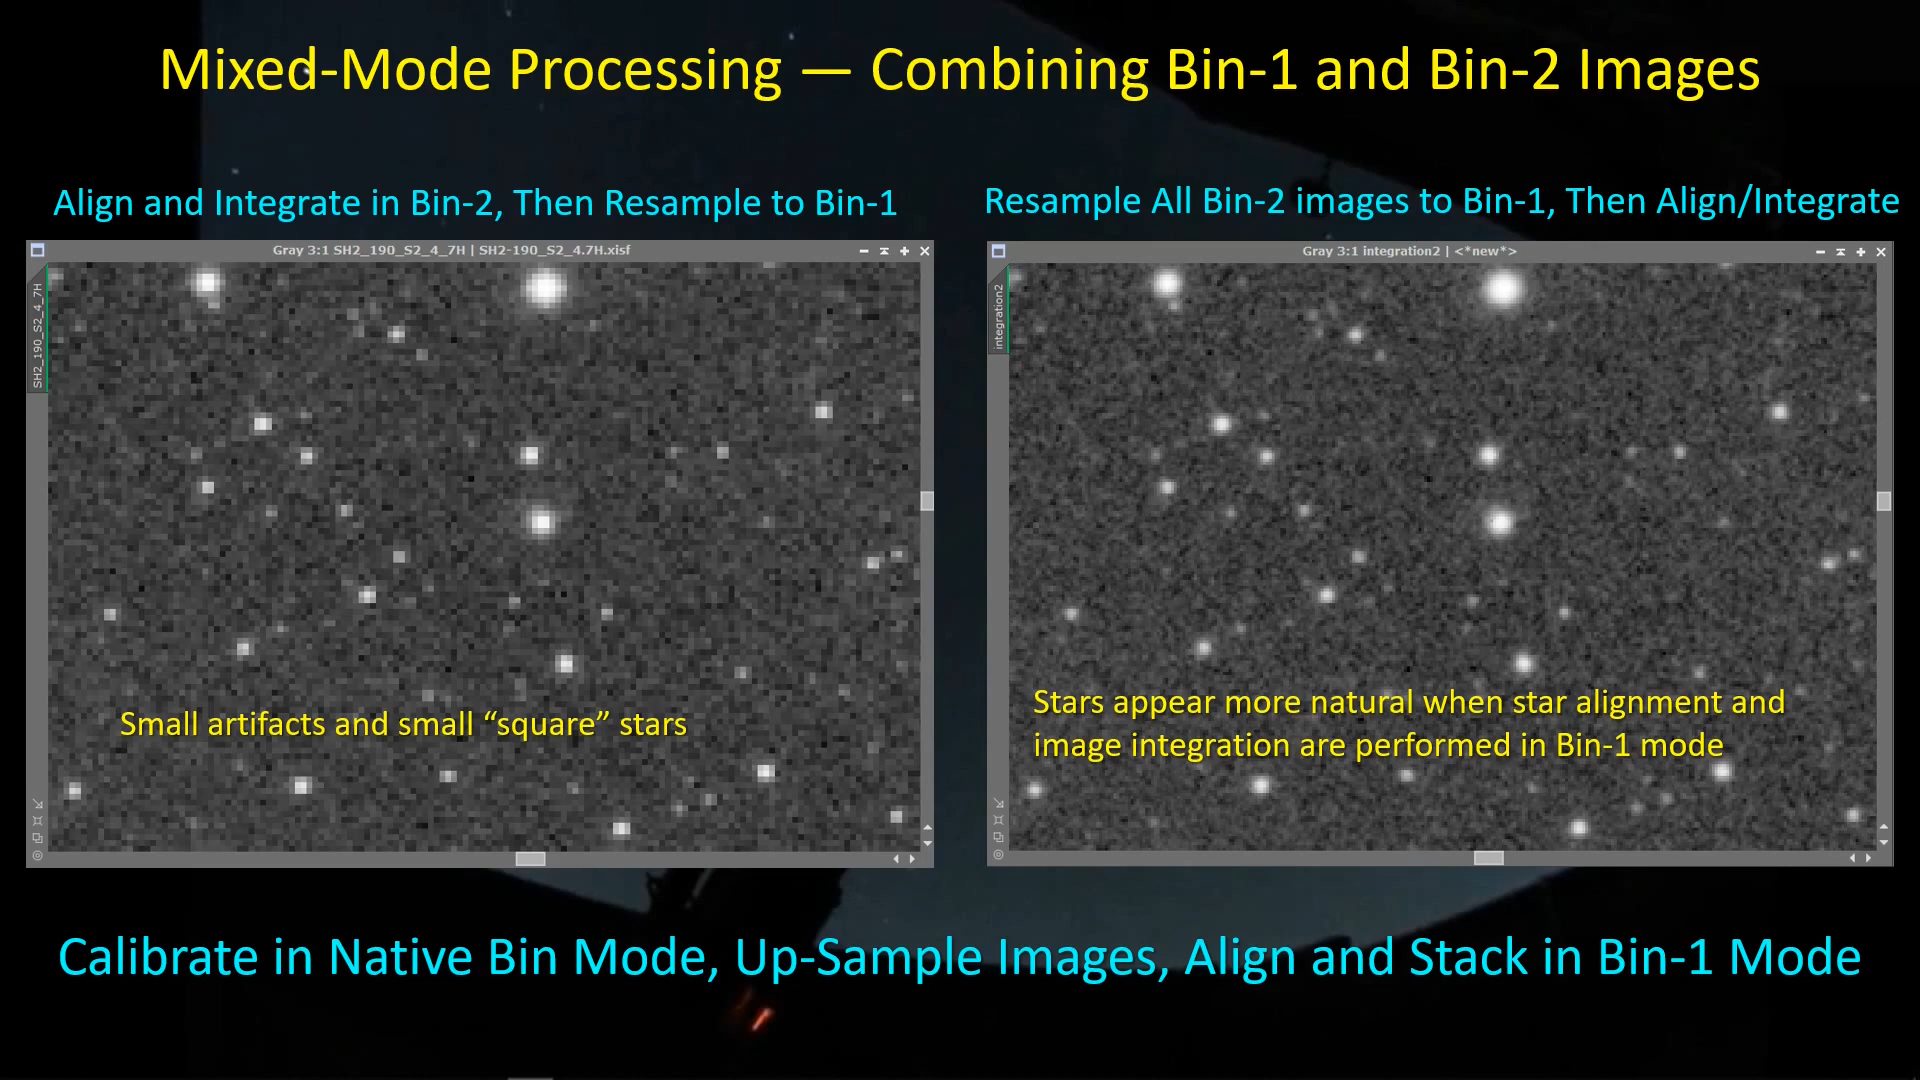 Mixed-Mode Processing — Combining Bin-1 and Bin-2 Images
Align and Integrate in Bin-2, Then Resample to Bin-1
Resample All Bin-2 images to Bin-1, Then Align/Integrate
Gray 3:1 SH2_190_S2_4_7H | SH2-190_S2_4.7H.xisf
SH2_190_S2_4_7H
Small artifacts and small “square” stars
Gray 3:1 integration2 | <*new*>
integration2
Stars appear more natural when star alignment and
image integration are performed in Bin-1 mode
Calibrate in Native Bin Mode, Up-Sample Images, Align and Stack in Bin-1 Mode